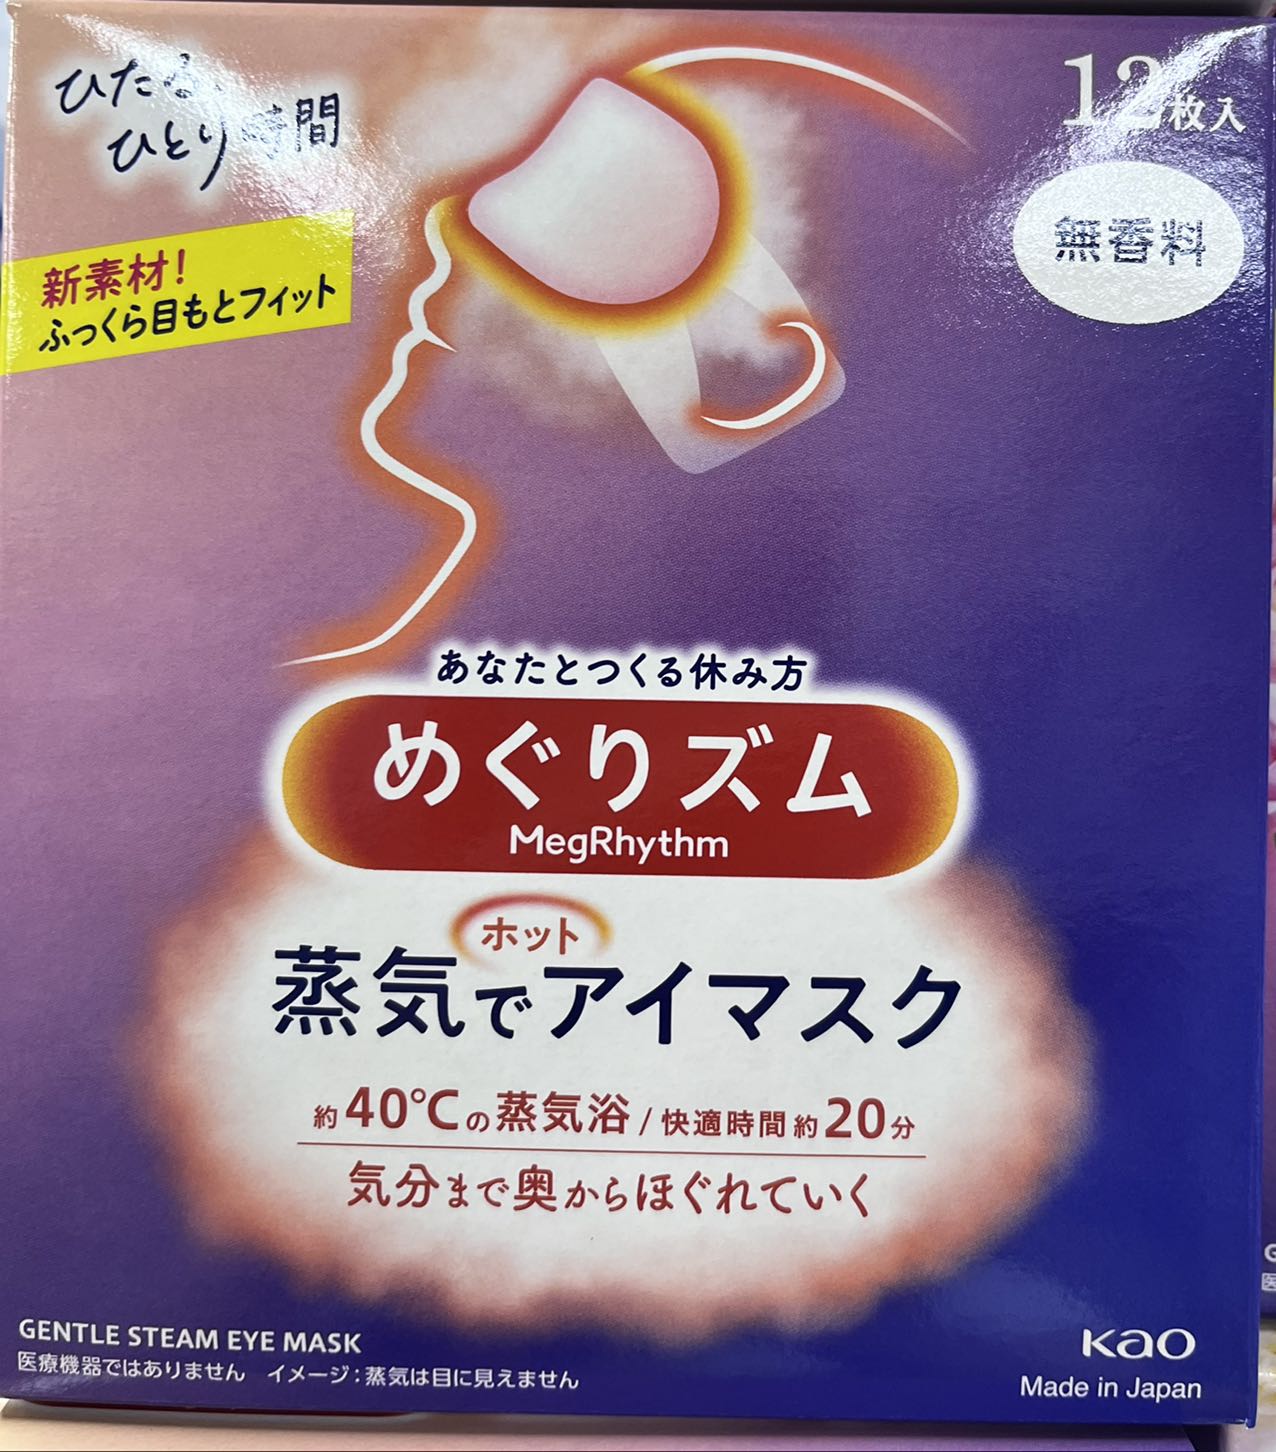 ひたる、
ひとり時間
12枚入
無香料
新素材!
ふっくら目もとフィット
あなたとつくる休み方
めぐりズム
MegRhythm
ホット
蒸気でアイマスク
約40℃の蒸気浴/快適時間約20分
気分まで奥からほぐれていく
GENTLE STEAM EYE MASK
医療機器ではありません イメージ:蒸気は目に見えません
Kao
Made in Japan